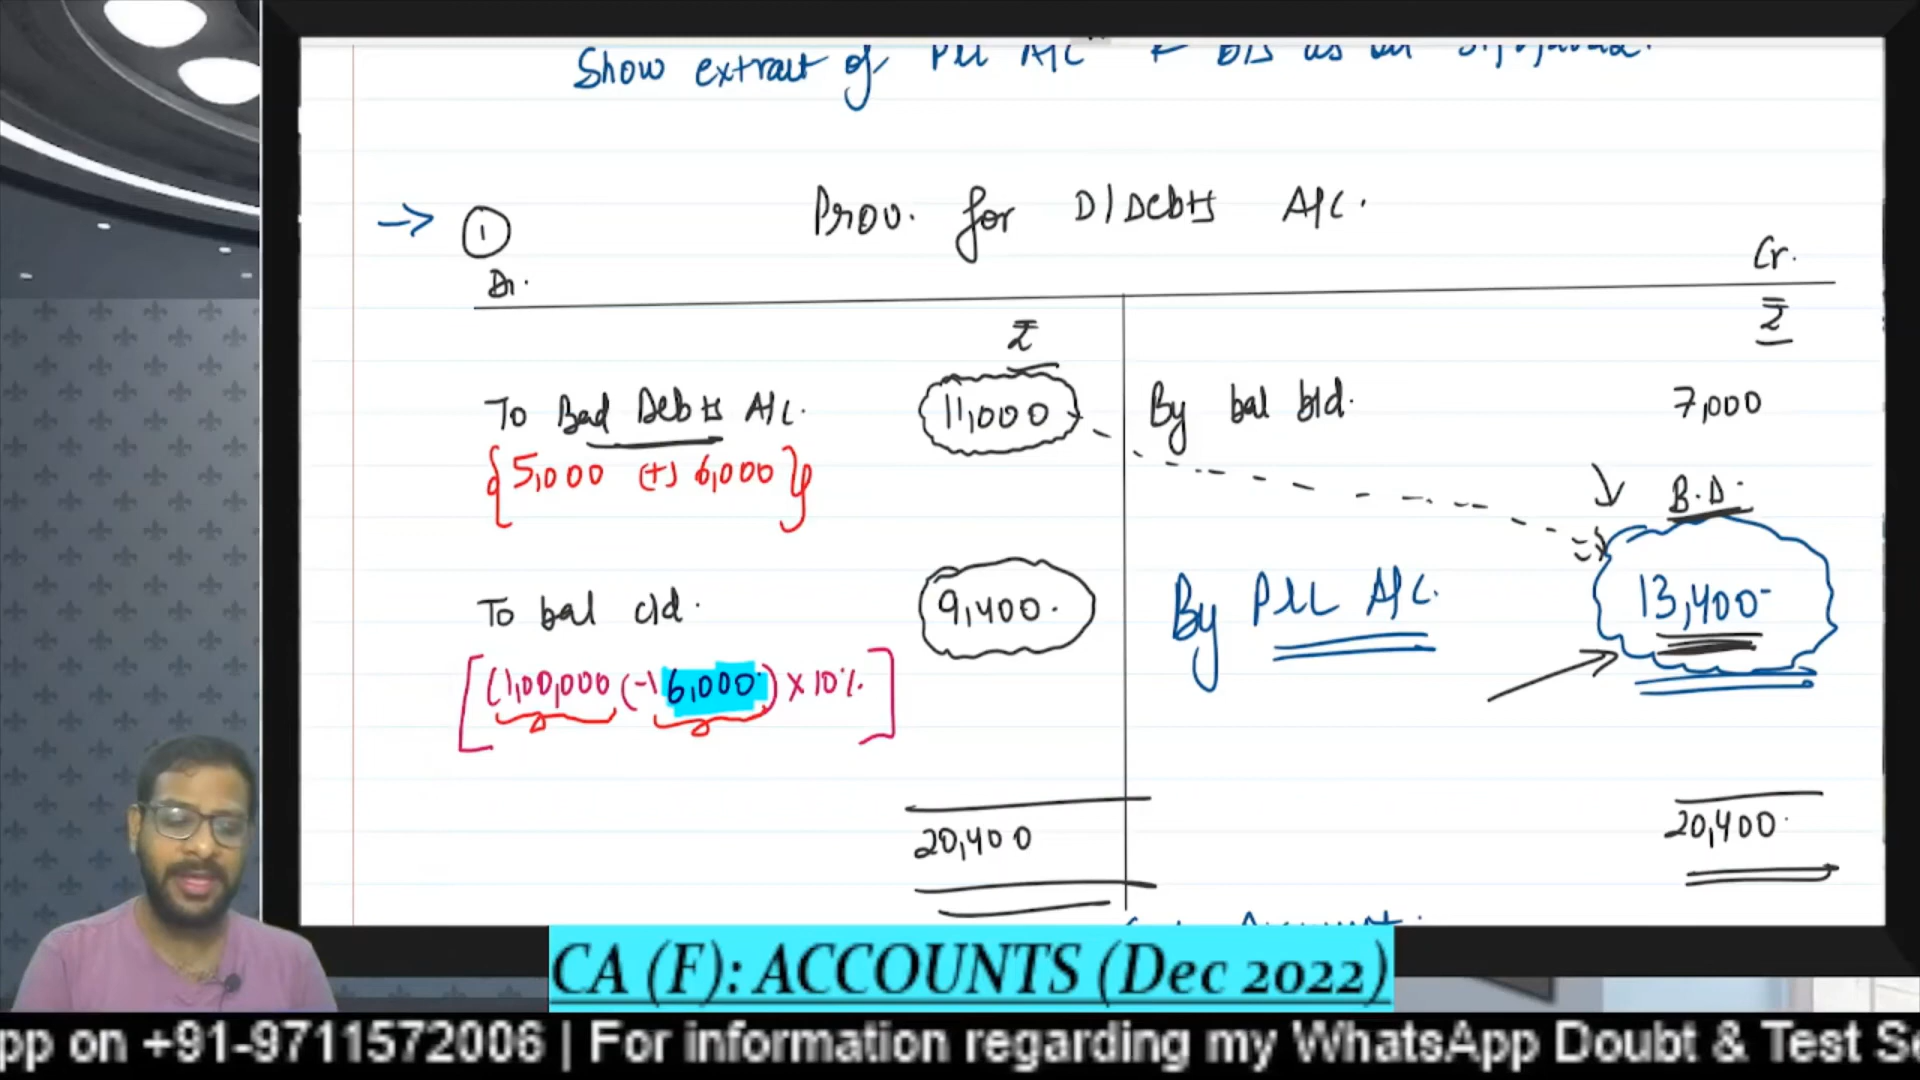 Show extract of P&L A/C
→ ① Prov. for D/Debts A/C.
Dr. Cr.
₹ ₹
To Bad Debts A/C. 11,000 By bal b/d. 7,000
{5,000 (+) 6,000} B.D.
To bal c/d. 9,400. By P&L A/C. 13,400
[(1,00,000 (-) 6,000) x 10%]
20,400 20,400
CA (F): ACCOUNTS (Dec 2022)
pp on +91-9711572006 | For information regarding my WhatsApp Doubt & Test Se